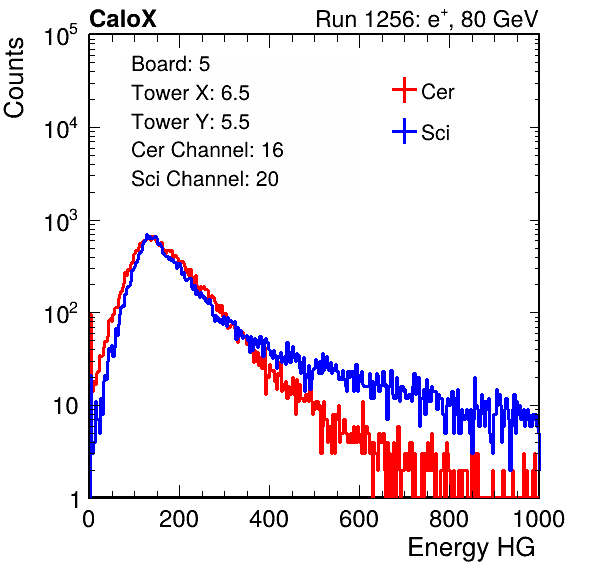 CaloX Run 1256: e⁺, 80 GeV
Board: 5
Tower X: 6.5
Tower Y: 5.5
Cer Channel: 16
Sci Channel: 20
Cer
Sci
Counts
10⁵
10⁴
10³
10²
10
1
0 200 400 600 800 1000
Energy HG